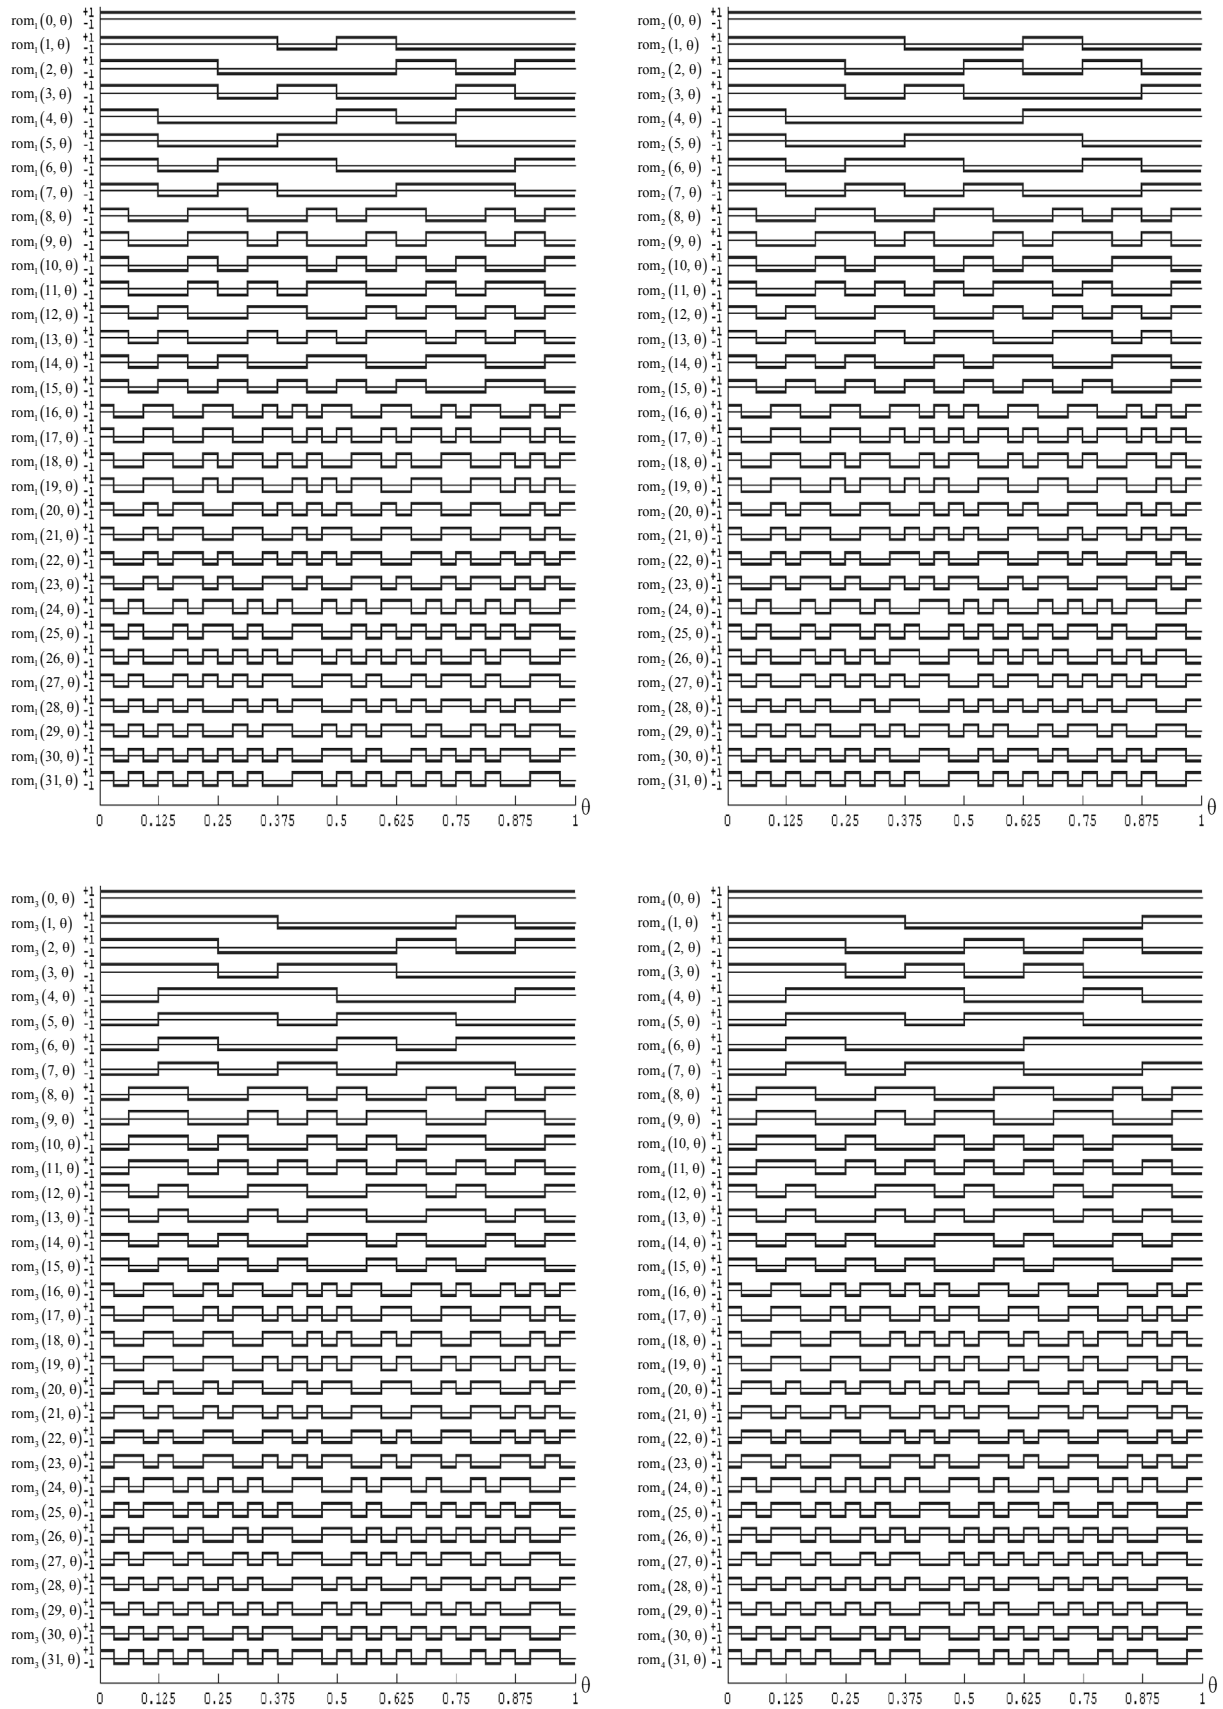 rom₁(0, θ) +1 -1
rom₁(1, θ) +1 -1
rom₁(2, θ) +1 -1
rom₁(3, θ) +1 -1
rom₁(4, θ) +1 -1
rom₁(5, θ) +1 -1
rom₁(6, θ) +1 -1
rom₁(7, θ) +1 -1
rom₁(8, θ) +1 -1
rom₁(9, θ) +1 -1
rom₁(10, θ) +1 -1
rom₁(11, θ) +1 -1
rom₁(12, θ) +1 -1
rom₁(13, θ) +1 -1
rom₁(14, θ) +1 -1
rom₁(15, θ) +1 -1
rom₁(16, θ) +1 -1
rom₁(17, θ) +1 -1
rom₁(18, θ) +1 -1
rom₁(19, θ) +1 -1
rom₁(20, θ) +1 -1
rom₁(21, θ) +1 -1
rom₁(22, θ) +1 -1
rom₁(23, θ) +1 -1
rom₁(24, θ) +1 -1
rom₁(25, θ) +1 -1
rom₁(26, θ) +1 -1
rom₁(27, θ) +1 -1
rom₁(28, θ) +1 -1
rom₁(29, θ) +1 -1
rom₁(30, θ) +1 -1
rom₁(31, θ) +1 -1
0 0.125 0.25 0.375 0.5 0.625 0.75 0.875 1 θ
rom₂(0, θ) +1 -1
rom₂(1, θ) +1 -1
rom₂(2, θ) +1 -1
rom₂(3, θ) +1 -1
rom₂(4, θ) +1 -1
rom₂(5, θ) +1 -1
rom₂(6, θ) +1 -1
rom₂(7, θ) +1 -1
rom₂(8, θ) +1 -1
rom₂(9, θ) +1 -1
rom₂(10, θ) +1 -1
rom₂(11, θ) +1 -1
rom₂(12, θ) +1 -1
rom₂(13, θ) +1 -1
rom₂(14, θ) +1 -1
rom₂(15, θ) +1 -1
rom₂(16, θ) +1 -1
rom₂(17, θ) +1 -1
rom₂(18, θ) +1 -1
rom₂(19, θ) +1 -1
rom₂(20, θ) +1 -1
rom₂(21, θ) +1 -1
rom₂(22, θ) +1 -1
rom₂(23, θ) +1 -1
rom₂(24, θ) +1 -1
rom₂(25, θ) +1 -1
rom₂(26, θ) +1 -1
rom₂(27, θ) +1 -1
rom₂(28, θ) +1 -1
rom₂(29, θ) +1 -1
rom₂(30, θ) +1 -1
rom₂(31, θ) +1 -1
0 0.125 0.25 0.375 0.5 0.625 0.75 0.875 1 θ
rom₃(0, θ) +1 -1
rom₃(1, θ) +1 -1
rom₃(2, θ) +1 -1
rom₃(3, θ) +1 -1
rom₃(4, θ) +1 -1
rom₃(5, θ) +1 -1
rom₃(6, θ) +1 -1
rom₃(7, θ) +1 -1
rom₃(8, θ) +1 -1
rom₃(9, θ) +1 -1
rom₃(10, θ) +1 -1
rom₃(11, θ) +1 -1
rom₃(12, θ) +1 -1
rom₃(13, θ) +1 -1
rom₃(14, θ) +1 -1
rom₃(15, θ) +1 -1
rom₃(16, θ) +1 -1
rom₃(17, θ) +1 -1
rom₃(18, θ) +1 -1
rom₃(19, θ) +1 -1
rom₃(20, θ) +1 -1
rom₃(21, θ) +1 -1
rom₃(22, θ) +1 -1
rom₃(23, θ) +1 -1
rom₃(24, θ) +1 -1
rom₃(25, θ) +1 -1
rom₃(26, θ) +1 -1
rom₃(27, θ) +1 -1
rom₃(28, θ) +1 -1
rom₃(29, θ) +1 -1
rom₃(30, θ) +1 -1
rom₃(31, θ) +1 -1
0 0.125 0.25 0.375 0.5 0.625 0.75 0.875 1 θ
rom₄(0, θ) +1 -1
rom₄(1, θ) +1 -1
rom₄(2, θ) +1 -1
rom₄(3, θ) +1 -1
rom₄(4, θ) +1 -1
rom₄(5, θ) +1 -1
rom₄(6, θ) +1 -1
rom₄(7, θ) +1 -1
rom₄(8, θ) +1 -1
rom₄(9, θ) +1 -1
rom₄(10, θ) +1 -1
rom₄(11, θ) +1 -1
rom₄(12, θ) +1 -1
rom₄(13, θ) +1 -1
rom₄(14, θ) +1 -1
rom₄(15, θ) +1 -1
rom₄(16, θ) +1 -1
rom₄(17, θ) +1 -1
rom₄(18, θ) +1 -1
rom₄(19, θ) +1 -1
rom₄(20, θ) +1 -1
rom₄(21, θ) +1 -1
rom₄(22, θ) +1 -1
rom₄(23, θ) +1 -1
rom₄(24, θ) +1 -1
rom₄(25, θ) +1 -1
rom₄(26, θ) +1 -1
rom₄(27, θ) +1 -1
rom₄(28, θ) +1 -1
rom₄(29, θ) +1 -1
rom₄(30, θ) +1 -1
rom₄(31, θ) +1 -1
0 0.125 0.25 0.375 0.5 0.625 0.75 0.875 1 θ